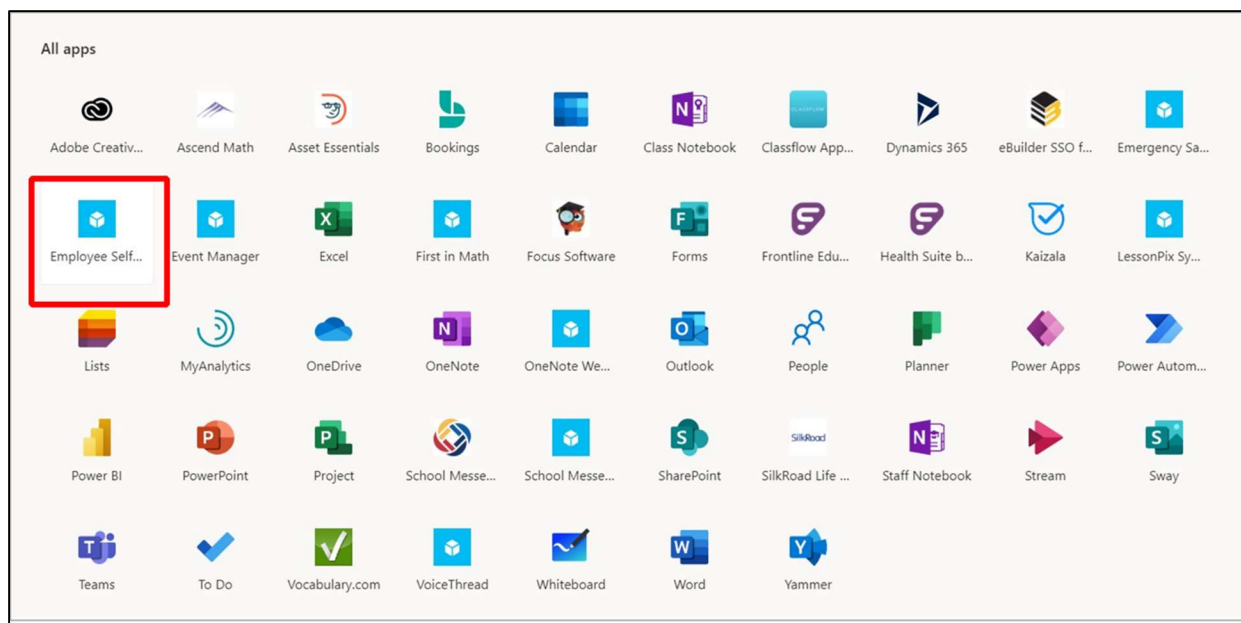 All apps
Adobe Creativ... Ascend Math Asset Essentials Bookings Calendar Class Notebook Classflow App... Dynamics 365 eBuilder SSO f... Emergency Sa...
Employee Self... Event Manager Excel First in Math Focus Software Forms Frontline Edu... Health Suite b... Kaizala LessonPix Sy...
Lists MyAnalytics OneDrive OneNote OneNote We... Outlook People Planner Power Apps Power Autom...
Power BI PowerPoint Project School Messe... School Messe... SharePoint SilkRoad Life ... Staff Notebook Stream Sway
Teams To Do Vocabulary.com VoiceThread Whiteboard Word Yammer